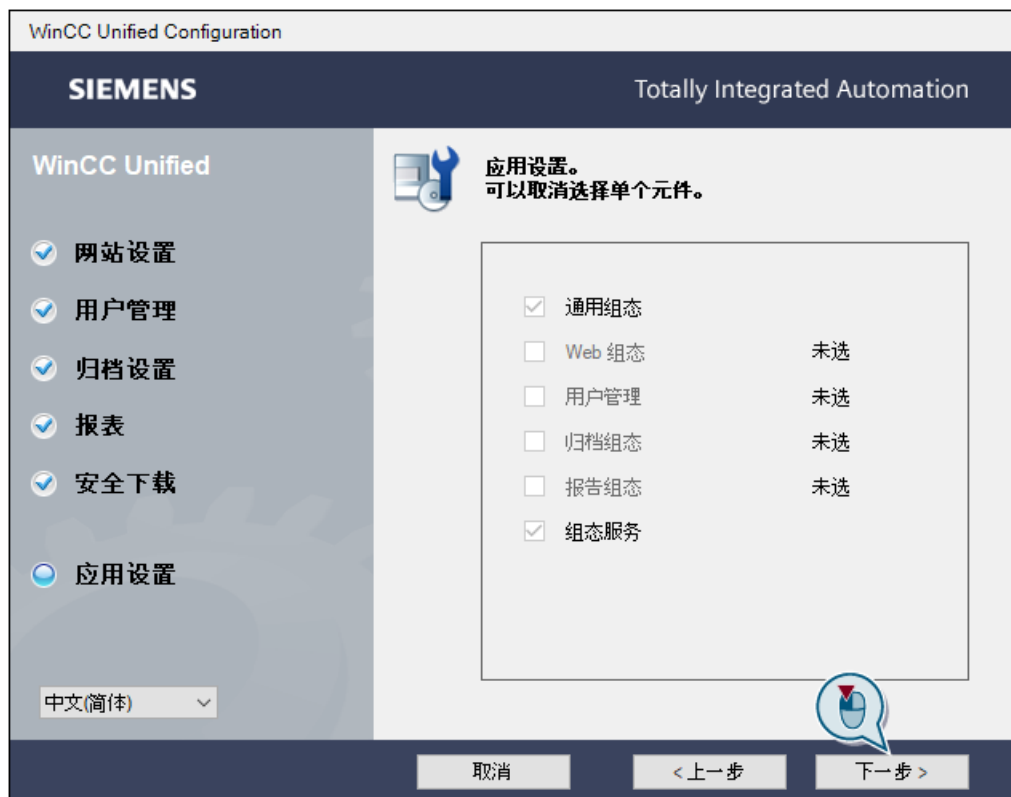 WinCC Unified Configuration
SIEMENS
Totally Integrated Automation
WinCC Unified
网站设置
用户管理
归档设置
报表
安全下载
应用设置
中文(简体)
应用设置。
可以取消选择单个元件。
通用组态
Web 组态 未选
用户管理 未选
归档组态 未选
报告组态 未选
组态服务
取消
<上一步
下一步>